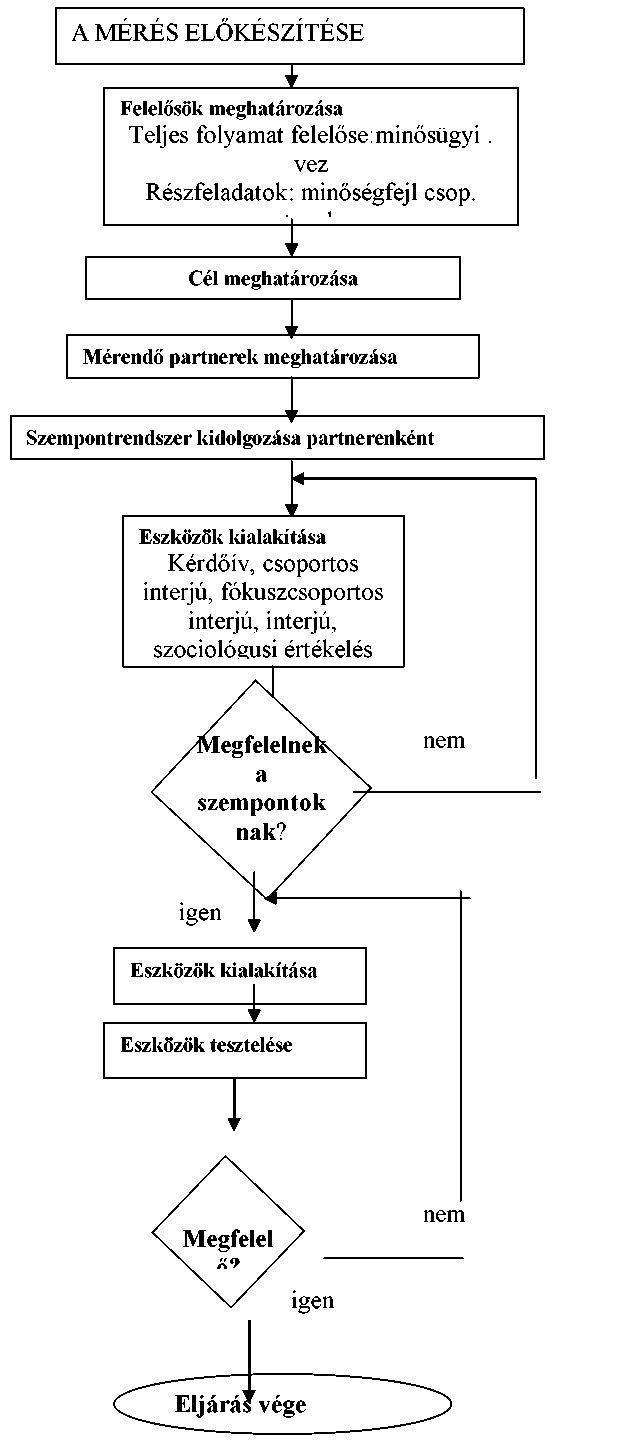 A MÉRÉS ELŐKÉSZÍTÉSE
Felelősök meghatározása
Teljes folyamat felelőse:minősügyi .
vez
Részfeladatok: minőségfejl csop.
Cél meghatározása
Mérendő partnerek meghatározása
Szempontrendszer kidolgozása partnerenként
Eszközök kialakítása
Kérdőív, csoportos
interjú, fókuszcsoportos
interjú, interjú,
szociológusi értékelés
Megfelelnek
a
szempontok
nak?
nem
igen
Eszközök kialakítása
Eszközök tesztelése
Megfelel
ő?
nem
igen
Eljárás vége